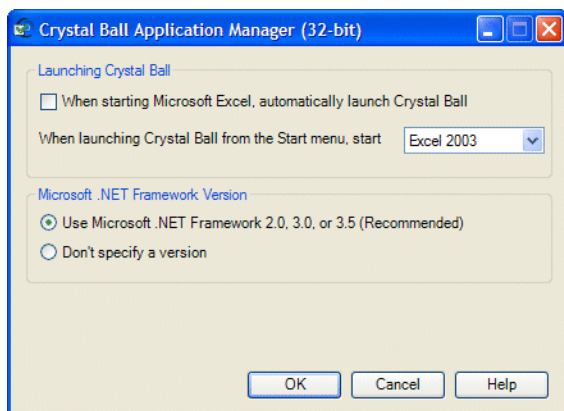 Crystal Ball Application Manager (32-bit)
Launching Crystal Ball
When starting Microsoft Excel, automatically launch Crystal Ball
When launching Crystal Ball from the Start menu, start Excel 2003
Microsoft .NET Framework Version
Use Microsoft .NET Framework 2.0, 3.0, or 3.5 (Recommended)
Don't specify a version
OK Cancel Help